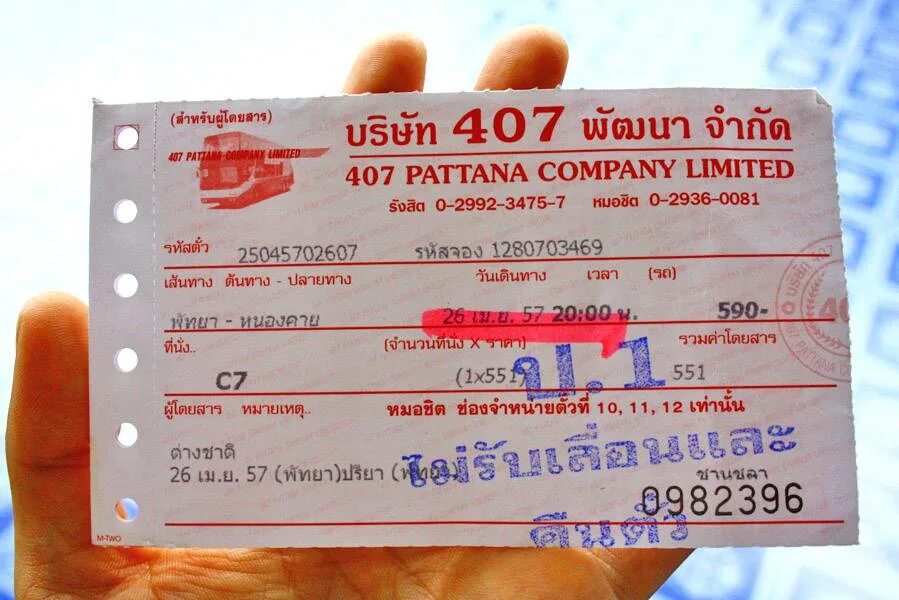 (สำหรับผู้โดยสาร)
บริษัท 407 พัฒนา จำกัด
407 PATTANA COMPANY LIMITED
407 PATTANA COMPANY LIMITED
รังสิต 0-2992-3475-7 หมอชิต 0-2936-0081
รหัสตั๋ว 25045702607 รหัสจอง 1280703469
เส้นทาง ต้นทาง - ปลายทาง วันเดินทาง เวลา (รถ)
พัทยา - หนองคาย 26 เม.ย. 57 20:00 น. 590-
ที่นั่ง.. (จำนวนที่นั่ง X ราคา) รวมค่าโดยสาร
C7 (1x551) 551
ป.1
ผู้โดยสาร หมายเหตุ.. หมอชิต ช่องจำหน่ายตั๋วที่ 10, 11, 12 เท่านั้น
ต่างชาติ
ไม่รับเลื่อนและ
26 เม.ย. 57 (พัทยา)ปริยา (พัทยา) ชานชลา
0982396
คืนตั๋ว
M-TWO